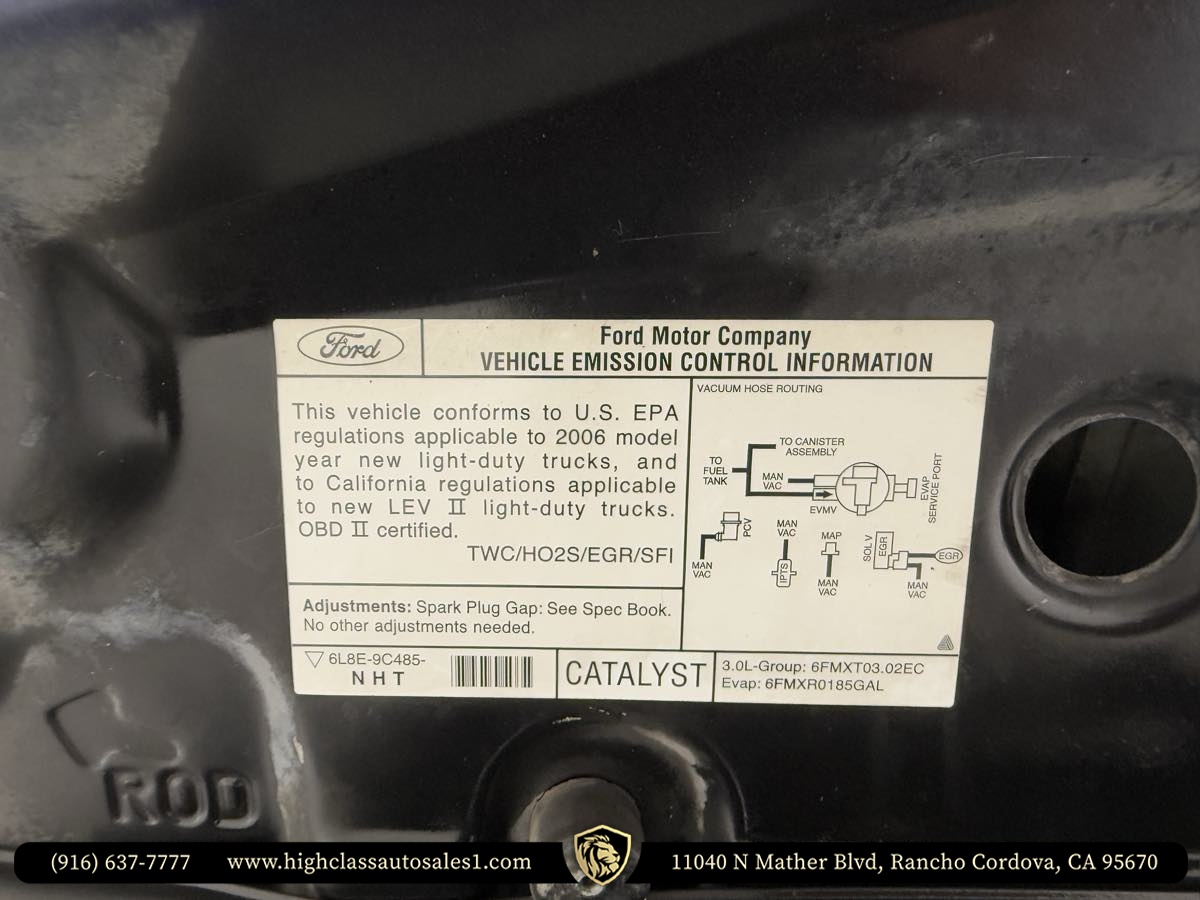 Ford
Ford Motor Company
VEHICLE EMISSION CONTROL INFORMATION
This vehicle conforms to U.S. EPA
regulations applicable to 2006 model
year new light-duty trucks, and
to California regulations applicable
to new LEV II light-duty trucks.
OBD II certified.
TWC/HO2S/EGR/SFI
Adjustments: Spark Plug Gap: See Spec Book.
No other adjustments needed.
VACUUM HOSE ROUTING
TO CANISTER
ASSEMBLY
TO
FUEL
TANK
MAN
VAC
EVMV
EVAP
SERVICE PORT
PCV
MAN
VAC
MAN
VAC
IPTS
MAP
MAN
VAC
SOL V
EGR
EGR
MAN
VAC
6L8E-9C485-
NHT
CATALYST
3.0L-Group: 6FMXT03.02EC
Evap: 6FMXR0185GAL
ROD
(916) 637-7777
www.highclassautosales1.com
11040 N Mather Blvd, Rancho Cordova, CA 95670